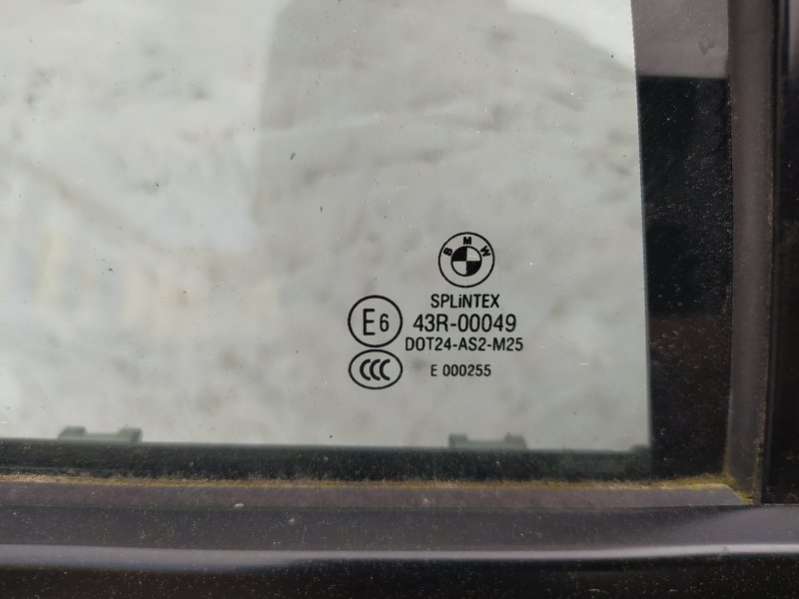 BMW
SPLiNTEX
E6 43R-00049
DOT24-AS2-M25
CCC E 000255